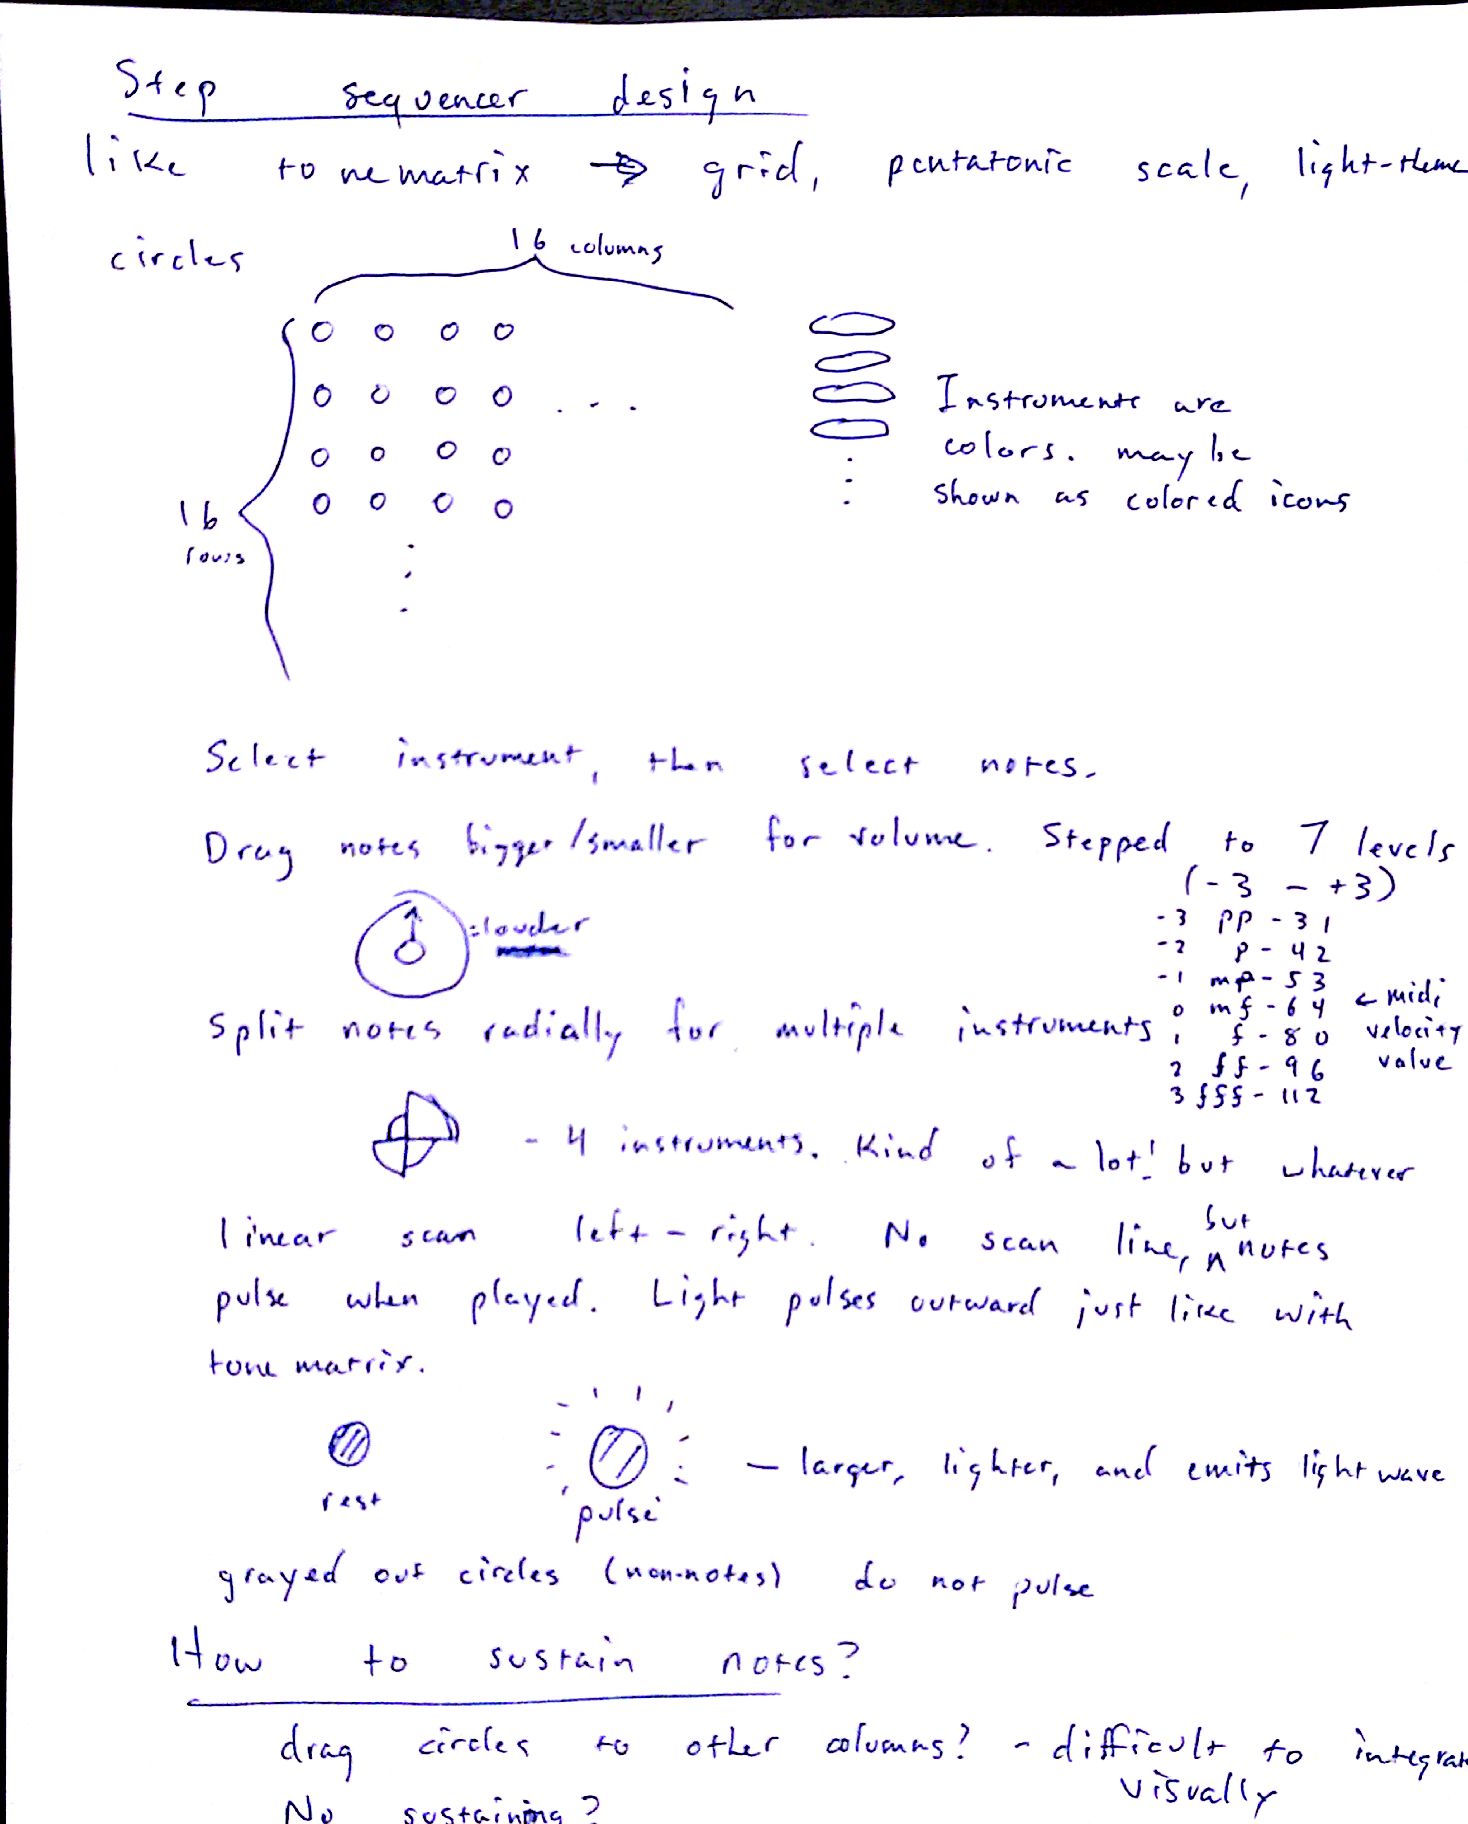 Step sequencer design
like tonematrix → grid, pentatonic scale, light-theme
circles
16 columns
16
rows
Instruments are
colors. may be
shown as colored icons
Select instrument, then select notes.
Drag notes bigger/smaller for volume. Stepped to 7 levels
(-3 - +3)
-3 pp - 31
-2 p - 42
-1 mp - 53
0 mf - 64
1 f - 80
2 ff - 96
3 fff - 112
← midi
velocity
value
= louder
Split notes radially for multiple instruments
- 4 instruments. Kind of a lot! but whatever
linear scan left - right. No scan line, but notes
pulse when played. Light pulses outward just like with
tone matrix.
rest
pulse
— larger, lighter, and emits light wave
grayed out circles (non-notes) do not pulse
How to sustain notes?
drag circles to other columns? - difficult to integrate
visually
No sustaining?